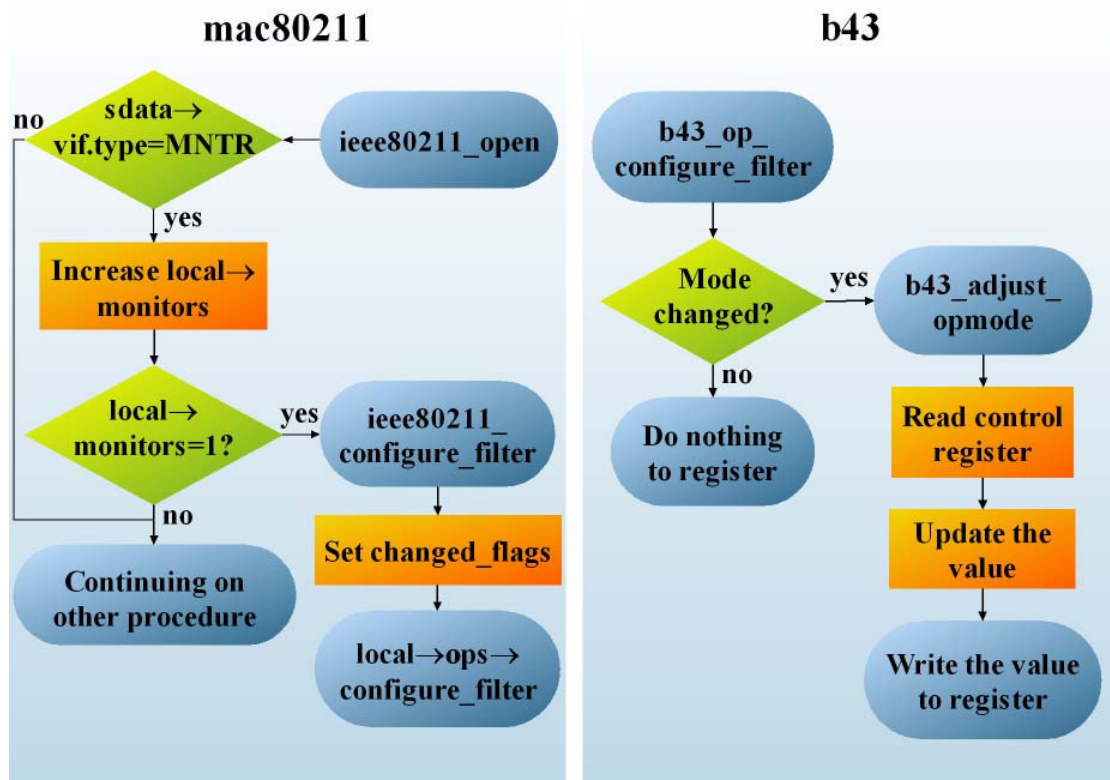 mac80211
no
sdata→
vif.type=MNTR
ieee80211_open
yes
Increase local→
monitors
local→
monitors=1?
yes
ieee80211_
configure_filter
no
Set changed_flags
Continuing on
other procedure
local→ops→
configure_filter
b43
b43_op_
configure_filter
Mode
changed?
yes
b43_adjust_
opmode
no
Do nothing
to register
Read control
register
Update the
value
Write the value
to register